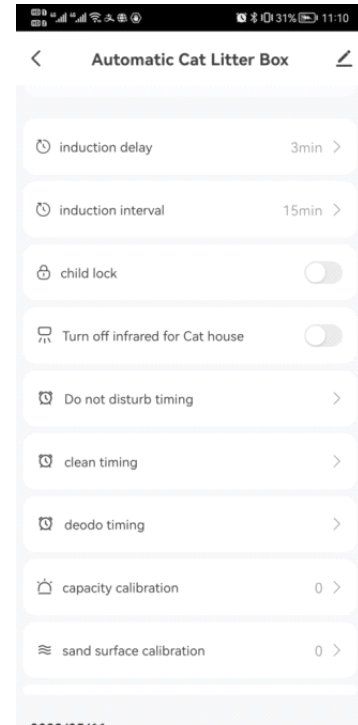 31% 11:10
Automatic Cat Litter Box
induction delay 3min
induction interval 15min
child lock
Turn off infrared for Cat house
Do not disturb timing
clean timing
deodo timing
capacity calibration 0
sand surface calibration 0